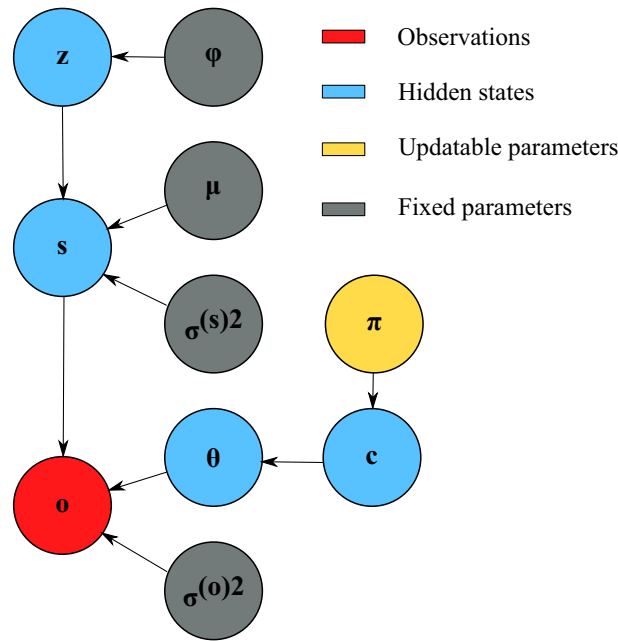 z
φ
Observations
Hidden states
Updatable parameters
Fixed parameters
μ
s
σ(s)2
π
θ
c
o
σ(o)2